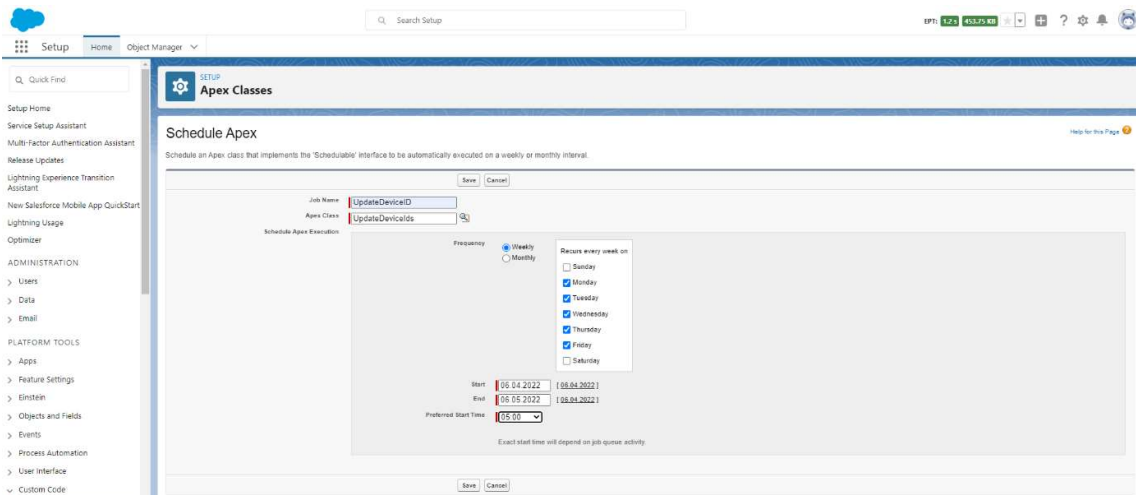 Search Setup
EPT: 1.2 s 453.75 KB
Setup Home Object Manager
Quick Find
Setup Home
Service Setup Assistant
Multi-Factor Authentication Assistant
Release Updates
Lightning Experience Transition
Assistant
New Salesforce Mobile App QuickStart
Lightning Usage
Optimizer
ADMINISTRATION
Users
Data
Email
PLATFORM TOOLS
Apps
Feature Settings
Einstein
Objects and Fields
Events
Process Automation
User Interface
Custom Code
SETUP
Apex Classes
Schedule Apex
Help for this Page
Schedule an Apex class that implements the 'Schedulable' interface to be automatically executed on a weekly or monthly interval.
Save Cancel
Job Name UpdateDeviceID
Apex Class UpdateDeviceIds
Schedule Apex Execution
Frequency Weekly
Monthly
Recurs every week on
Sunday
Monday
Tuesday
Wednesday
Thursday
Friday
Saturday
Start 06.04.2022 [ 06.04.2022 ]
End 06.05.2022 [ 06.04.2022 ]
Preferred Start Time 05:00
Exact start time will depend on job queue activity.
Save Cancel